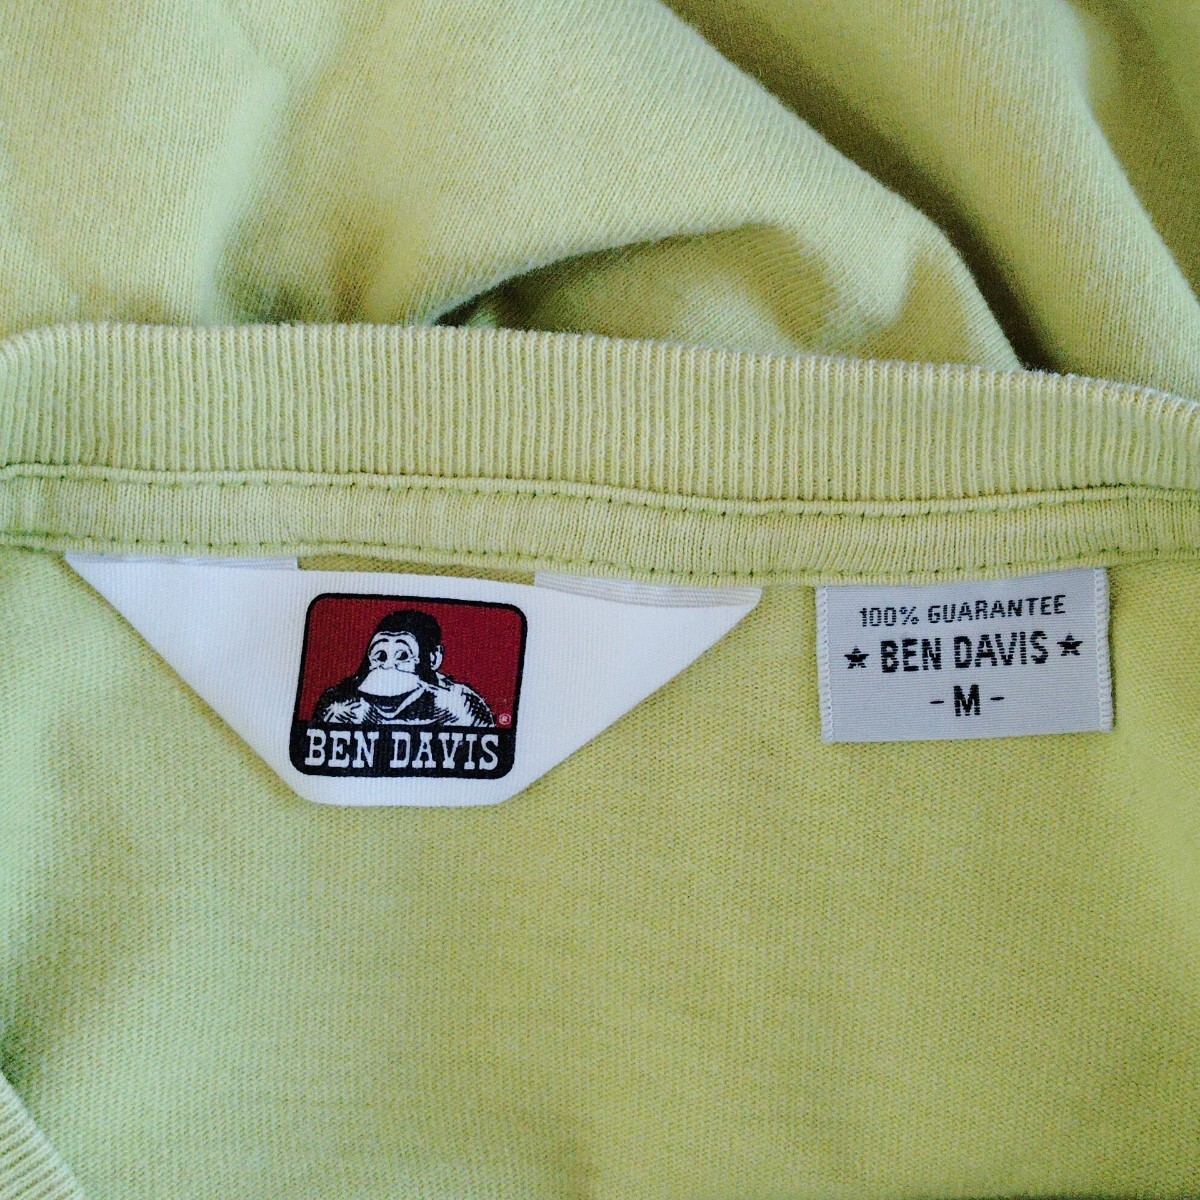 BEN DAVIS
®
100% GUARANTEE
★ BEN DAVIS ★
- M -